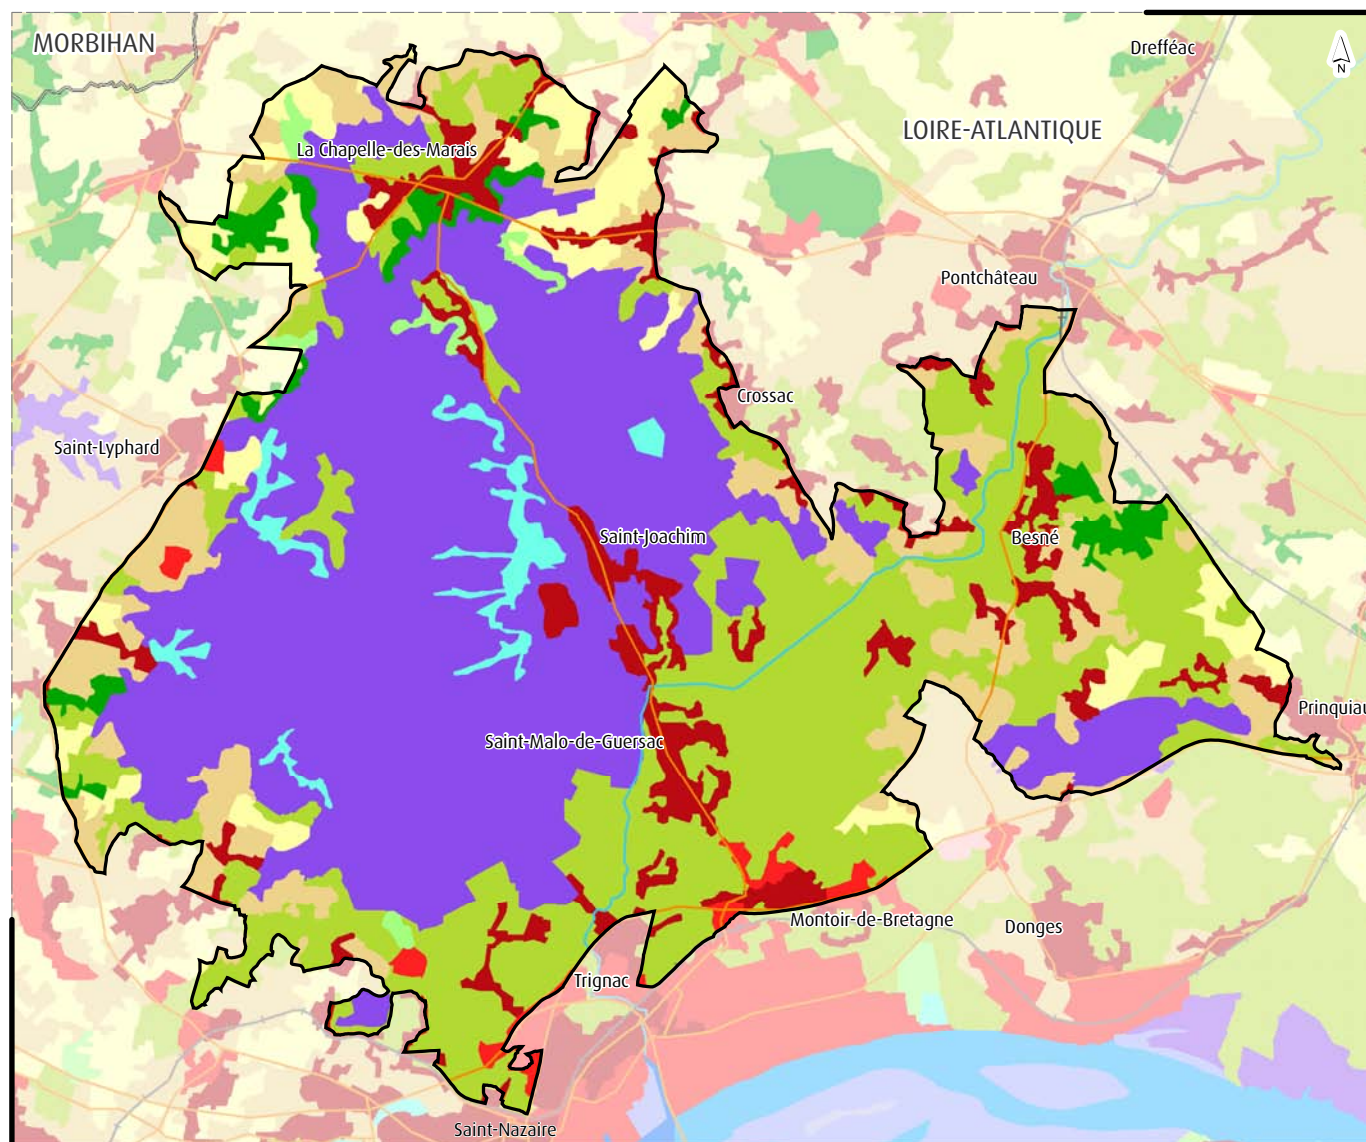 MORBIHAN
Drefféac
N
LOIRE-ATLANTIQUE
La Chapelle-des-Marais
Pontchâteau
Crossac
Saint-Lyphard
Saint-Joachim
Besné
Prinquiau
Saint-Malo-de-Guersac
Montoir-de-Bretagne
Donges
Trignac
Saint-Nazaire